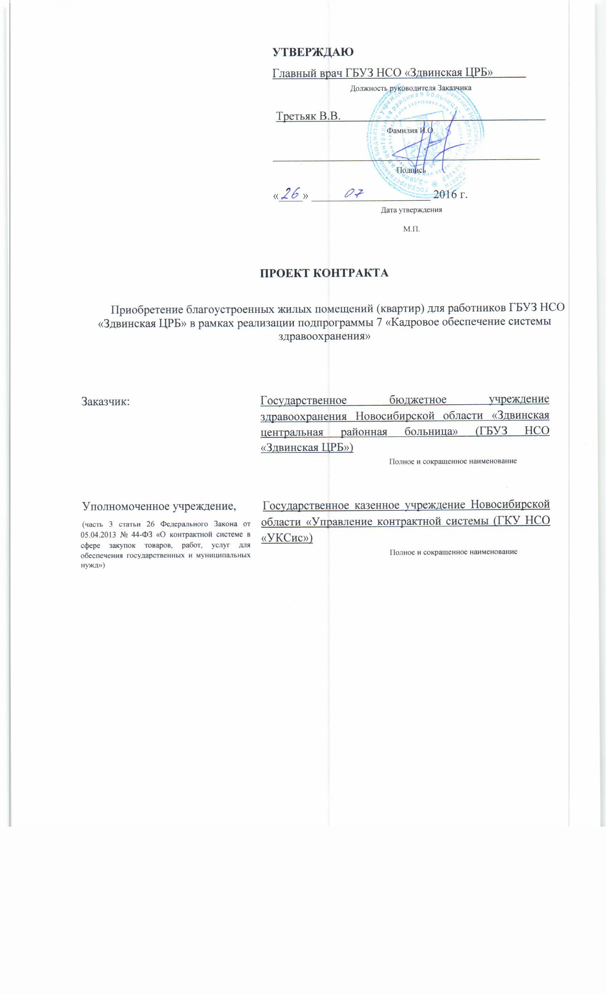 УТВЕРЖДАЮ
Главный врач ГБУЗ НСО «Здвинская ЦРБ»
Должность руководителя Заказчика
Третьяк В.В.
Фамилия И.О.
Подпись
«26» 07 2016 г.
Дата утверждения
М.П.
ПРОЕКТ КОНТРАКТА
Приобретение благоустроенных жилых помещений (квартир) для работников ГБУЗ НСО
«Здвинская ЦРБ» в рамках реализации подпрограммы 7 «Кадровое обеспечение системы
здравоохранения»
Заказчик:
Государственное бюджетное учреждение
здравоохранения Новосибирской области «Здвинская
центральная районная больница» (ГБУЗ НСО
«Здвинская ЦРБ»)
Полное и сокращенное наименование
Уполномоченное учреждение,
(часть 3 статьи 26 Федерального Закона от
05.04.2013 № 44-ФЗ «О контрактной системе в
сфере закупок товаров, работ, услуг для
обеспечения государственных и муниципальных
нужд»)
Государственное казенное учреждение Новосибирской
области «Управление контрактной системы (ГКУ НСО
«УКСис»)
Полное и сокращенное наименование